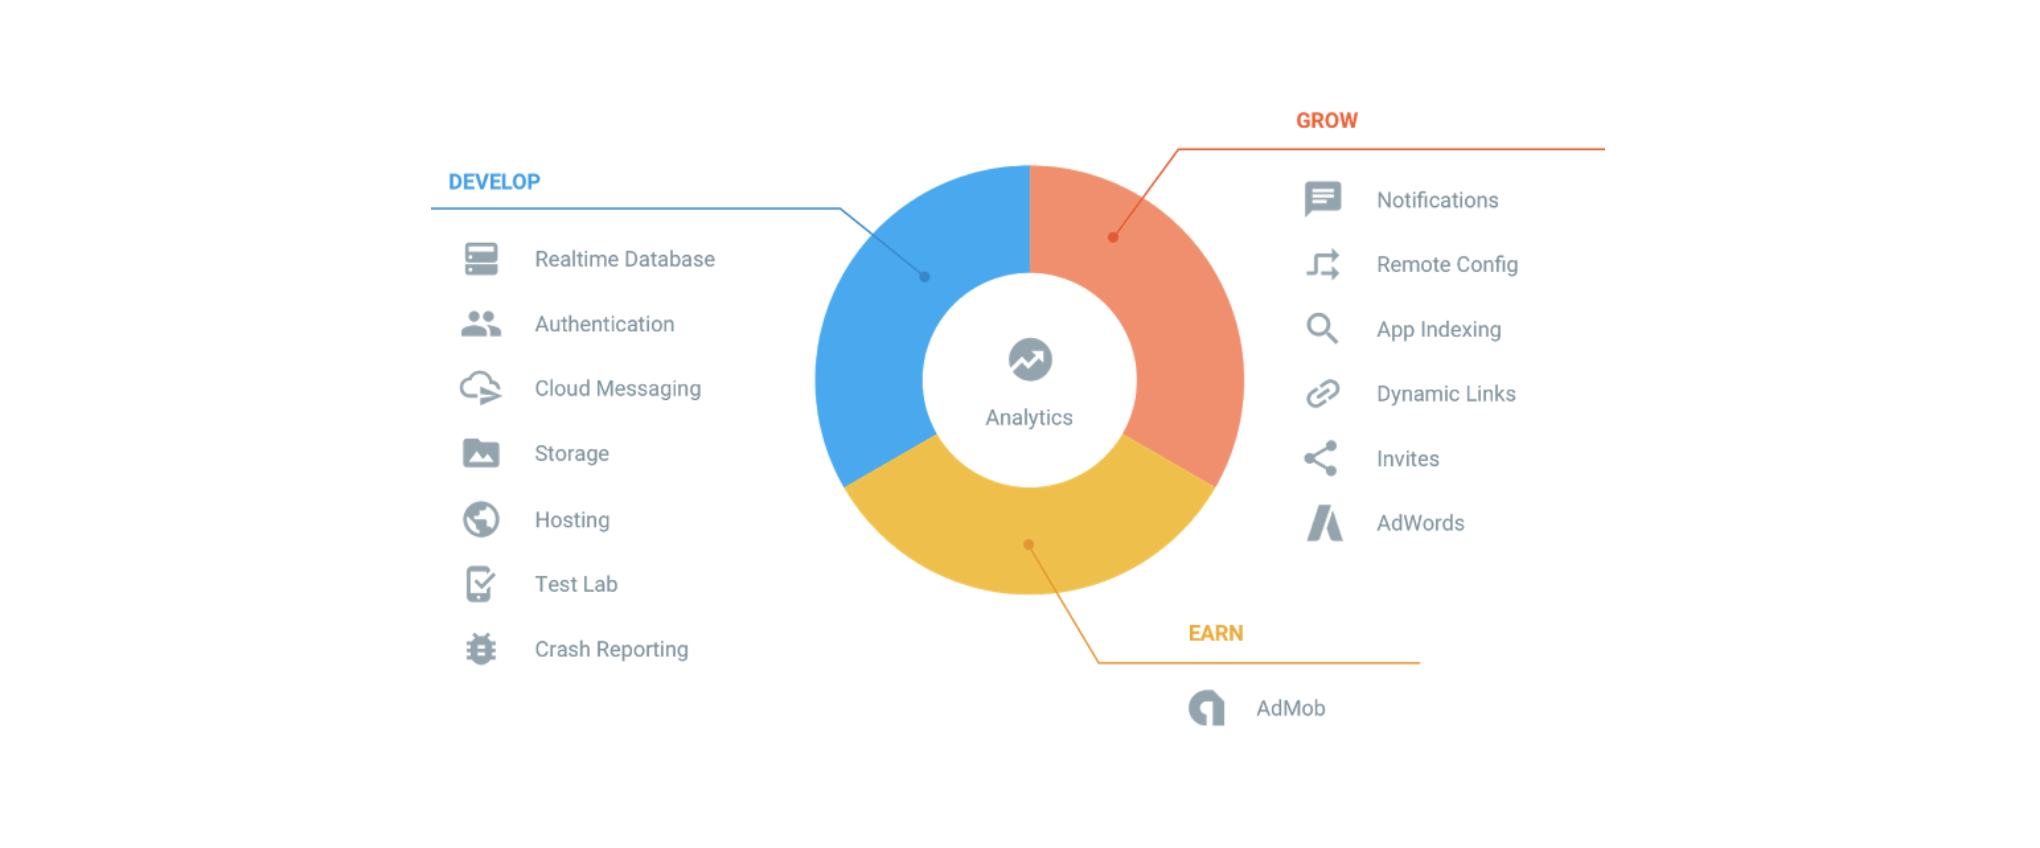 DEVELOP
Realtime Database
Authentication
Cloud Messaging
Storage
Hosting
Test Lab
Crash Reporting
Analytics
GROW
Notifications
Remote Config
App Indexing
Dynamic Links
Invites
AdWords
EARN
AdMob